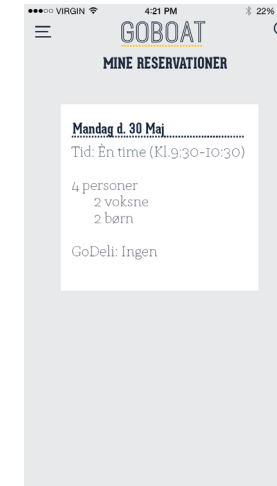 VIRGIN 4:21 PM 22%
GOBOAT
MINE RESERVATIONER
Mandag d. 30 Maj
Tid: Èn time (Kl.9:30-10:30)
4 personer
2 voksne
2 børn
GoDeli: Ingen